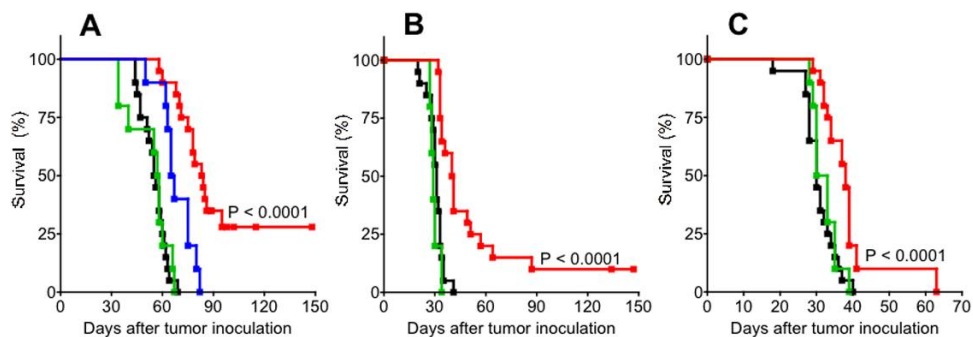 A
B
C
Survival (%)
100
75
50
25
0
P < 0.0001
0 30 60 90 120 150
Days after tumor inoculation
Survival (%)
100
75
50
25
0
P < 0.0001
0 30 60 90 120 150
Days after tumor inoculation
Survival (%)
100
75
50
25
0
P < 0.0001
0 10 20 30 40 50 60 70
Days after tumor inoculation